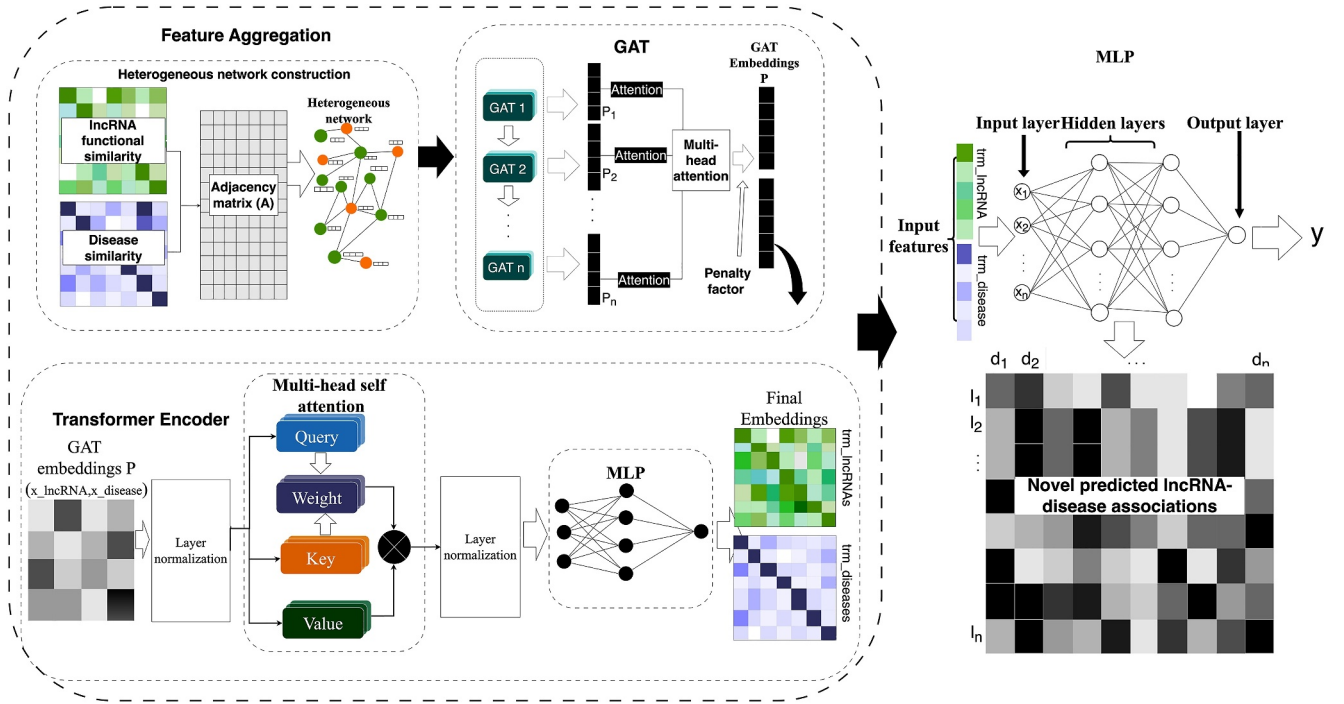 Feature Aggregation
Heterogeneous network construction
lncRNA
functional
similarity
Disease
similarity
Adjacency
matrix (A)
Heterogeneous
network
GAT
GAT 1
GAT 2
GAT n
P1
P2
Pn
Attention
Attention
Attention
Multi-
head
attention
GAT
Embeddings
P
Penalty
factor
Transformer Encoder
GAT
embeddings P
(x_lncRNA,x_disease)
Layer
normalization
Multi-head self
attention
Query
Weight
Key
Value
Layer
normalization
MLP
Final
Embeddings
trm_lncRNAs
trm_diseases
MLP
Input layer
Hidden layers
Output layer
Input
features
trm_lncRNA
trm_disease
x1
x2
xn
y
d1 d2 ... dn
l1
l2
⋮
ln
Novel predicted lncRNA-
disease associations